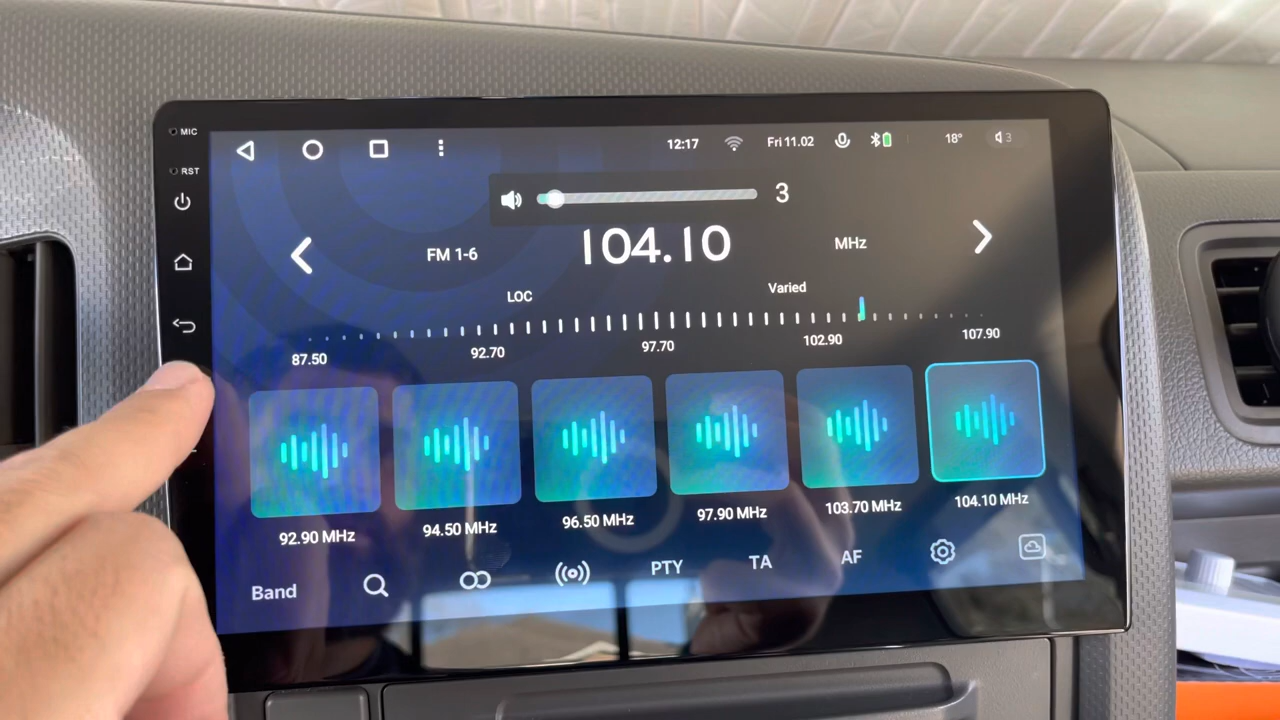 MIC
RST
12:17
Fri 11.02
18°
3
3
FM 1-6
104.10
MHz
LOC
Varied
87.50
92.70
97.70
102.90
107.90
92.90 MHz
94.50 MHz
96.50 MHz
97.90 MHz
103.70 MHz
104.10 MHz
Band
PTY
TA
AF